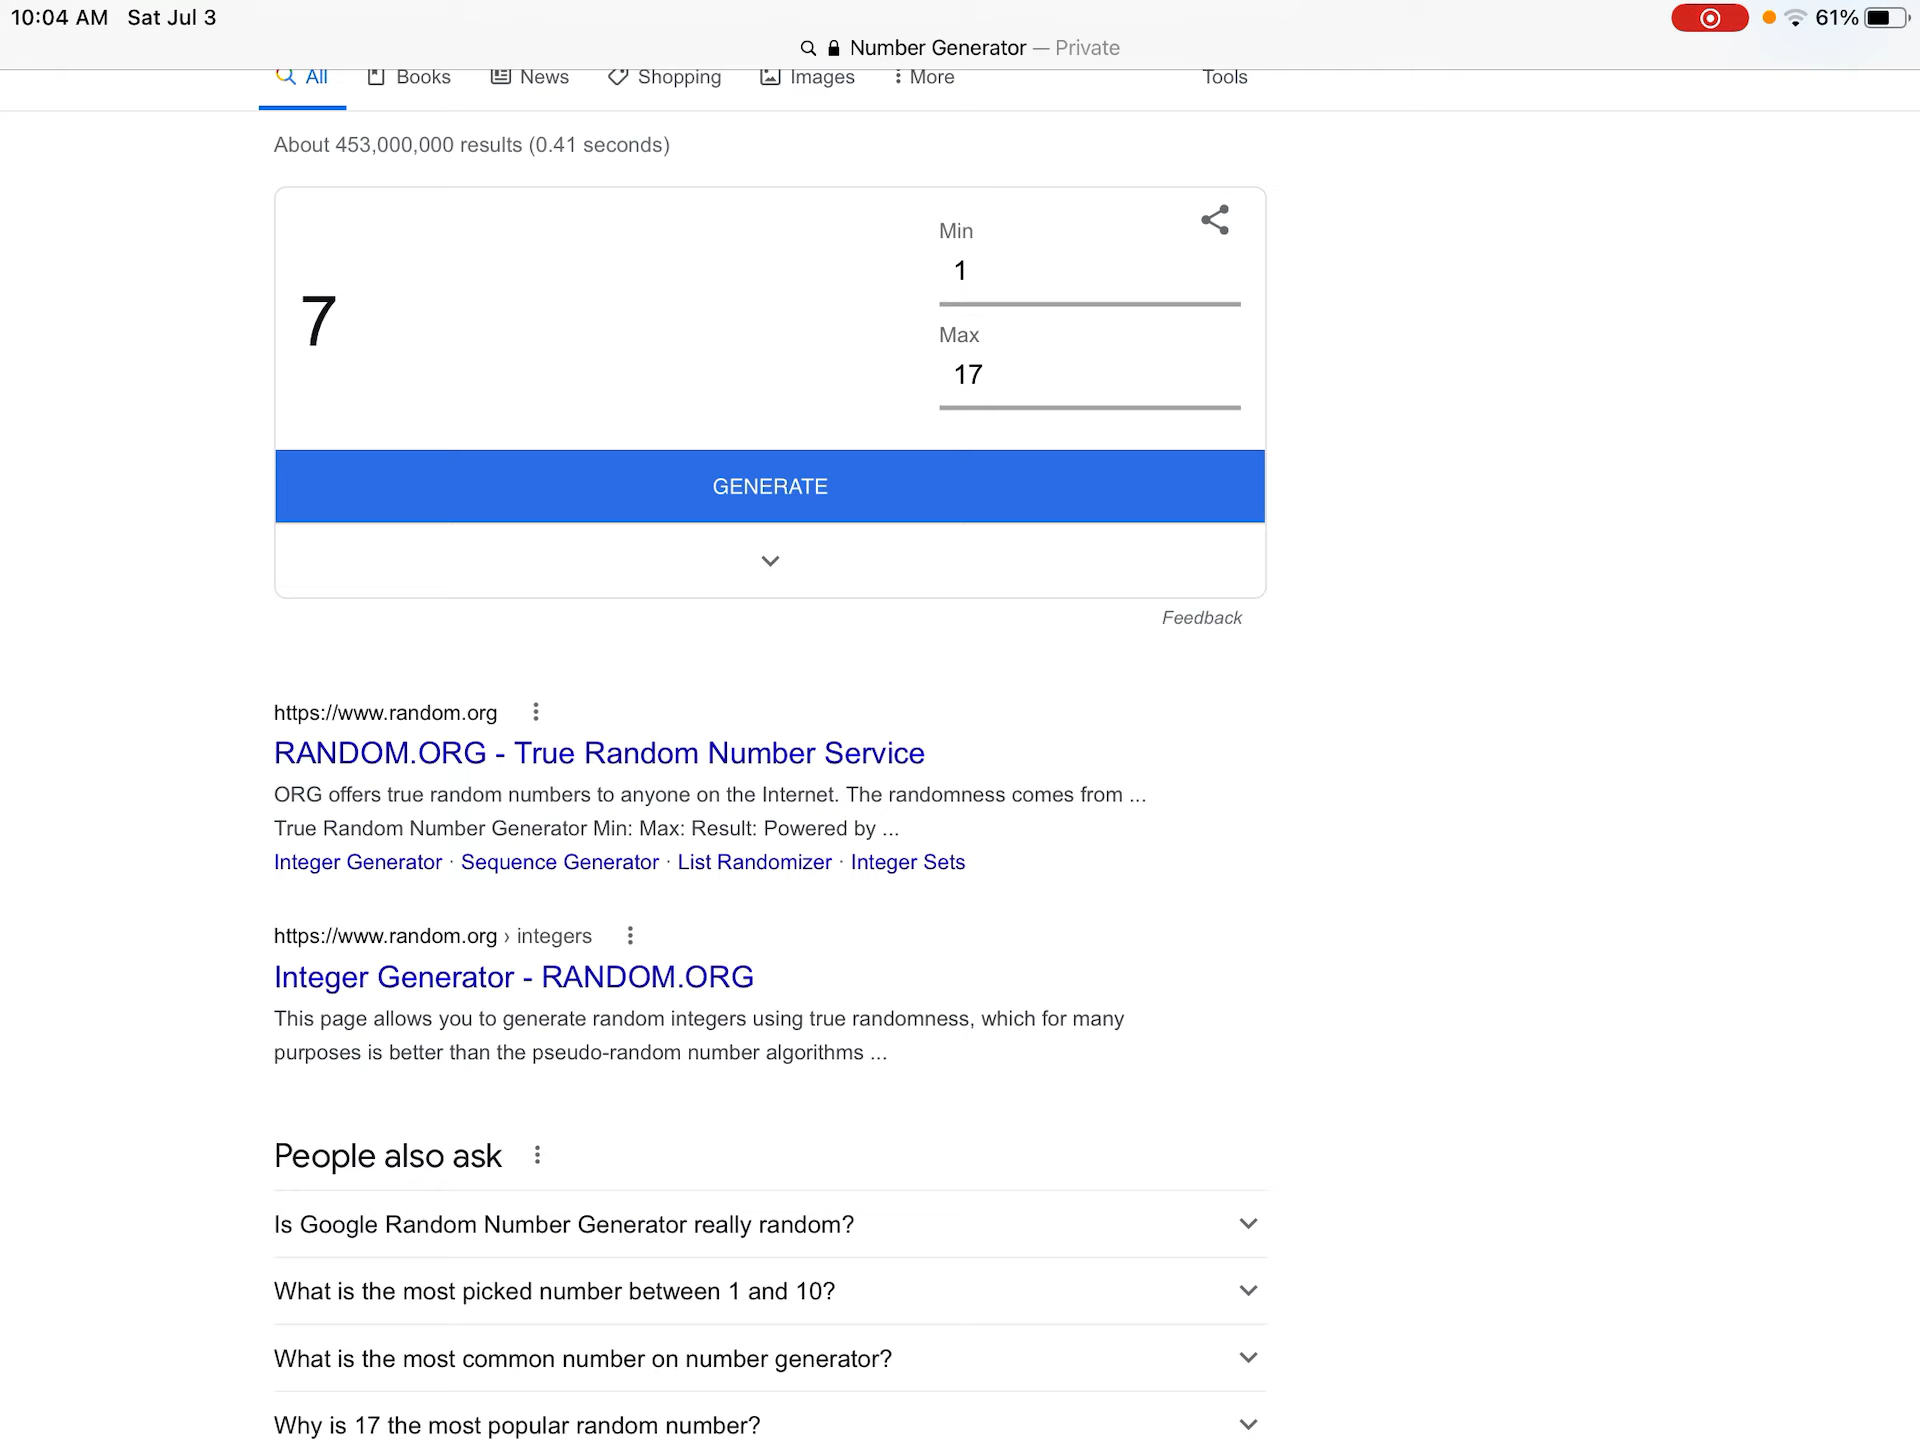 10:04 AM Sat Jul 3
61%
Number Generator — Private
All Books News Shopping Images More Tools
About 453,000,000 results (0.41 seconds)
Min
1
7
Max
17
GENERATE
Feedback
https://www.random.org
RANDOM.ORG - True Random Number Service
ORG offers true random numbers to anyone on the Internet. The randomness comes from ...
True Random Number Generator Min: Max: Result: Powered by ...
Integer Generator · Sequence Generator · List Randomizer · Integer Sets
https://www.random.org › integers
Integer Generator - RANDOM.ORG
This page allows you to generate random integers using true randomness, which for many
purposes is better than the pseudo-random number algorithms ...
People also ask
Is Google Random Number Generator really random?
What is the most picked number between 1 and 10?
What is the most common number on number generator?
Why is 17 the most popular random number?